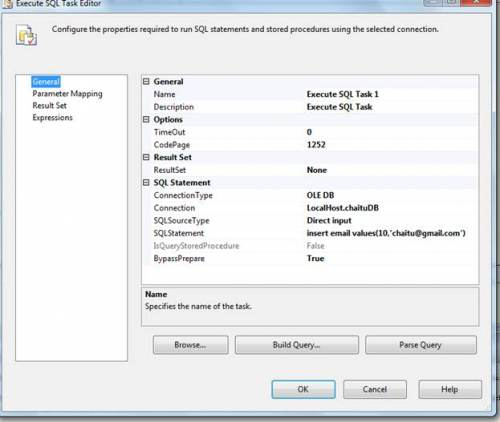 Execute SQL Task Editor
Configure the properties required to run SQL statements and stored procedures using the selected connection.
General
Parameter Mapping
Result Set
Expressions
General
Name Execute SQL Task 1
Description Execute SQL Task
Options
TimeOut 0
CodePage 1252
Result Set
ResultSet None
SQL Statement
ConnectionType OLE DB
Connection LocalHost.chaituDB
SQLSourceType Direct input
SQLStatement insert email values(10,'chaitu@gmail.com')
IsQueryStoredProcedure False
BypassPrepare True
Name
Specifies the name of the task.
Browse... Build Query... Parse Query
OK Cancel Help